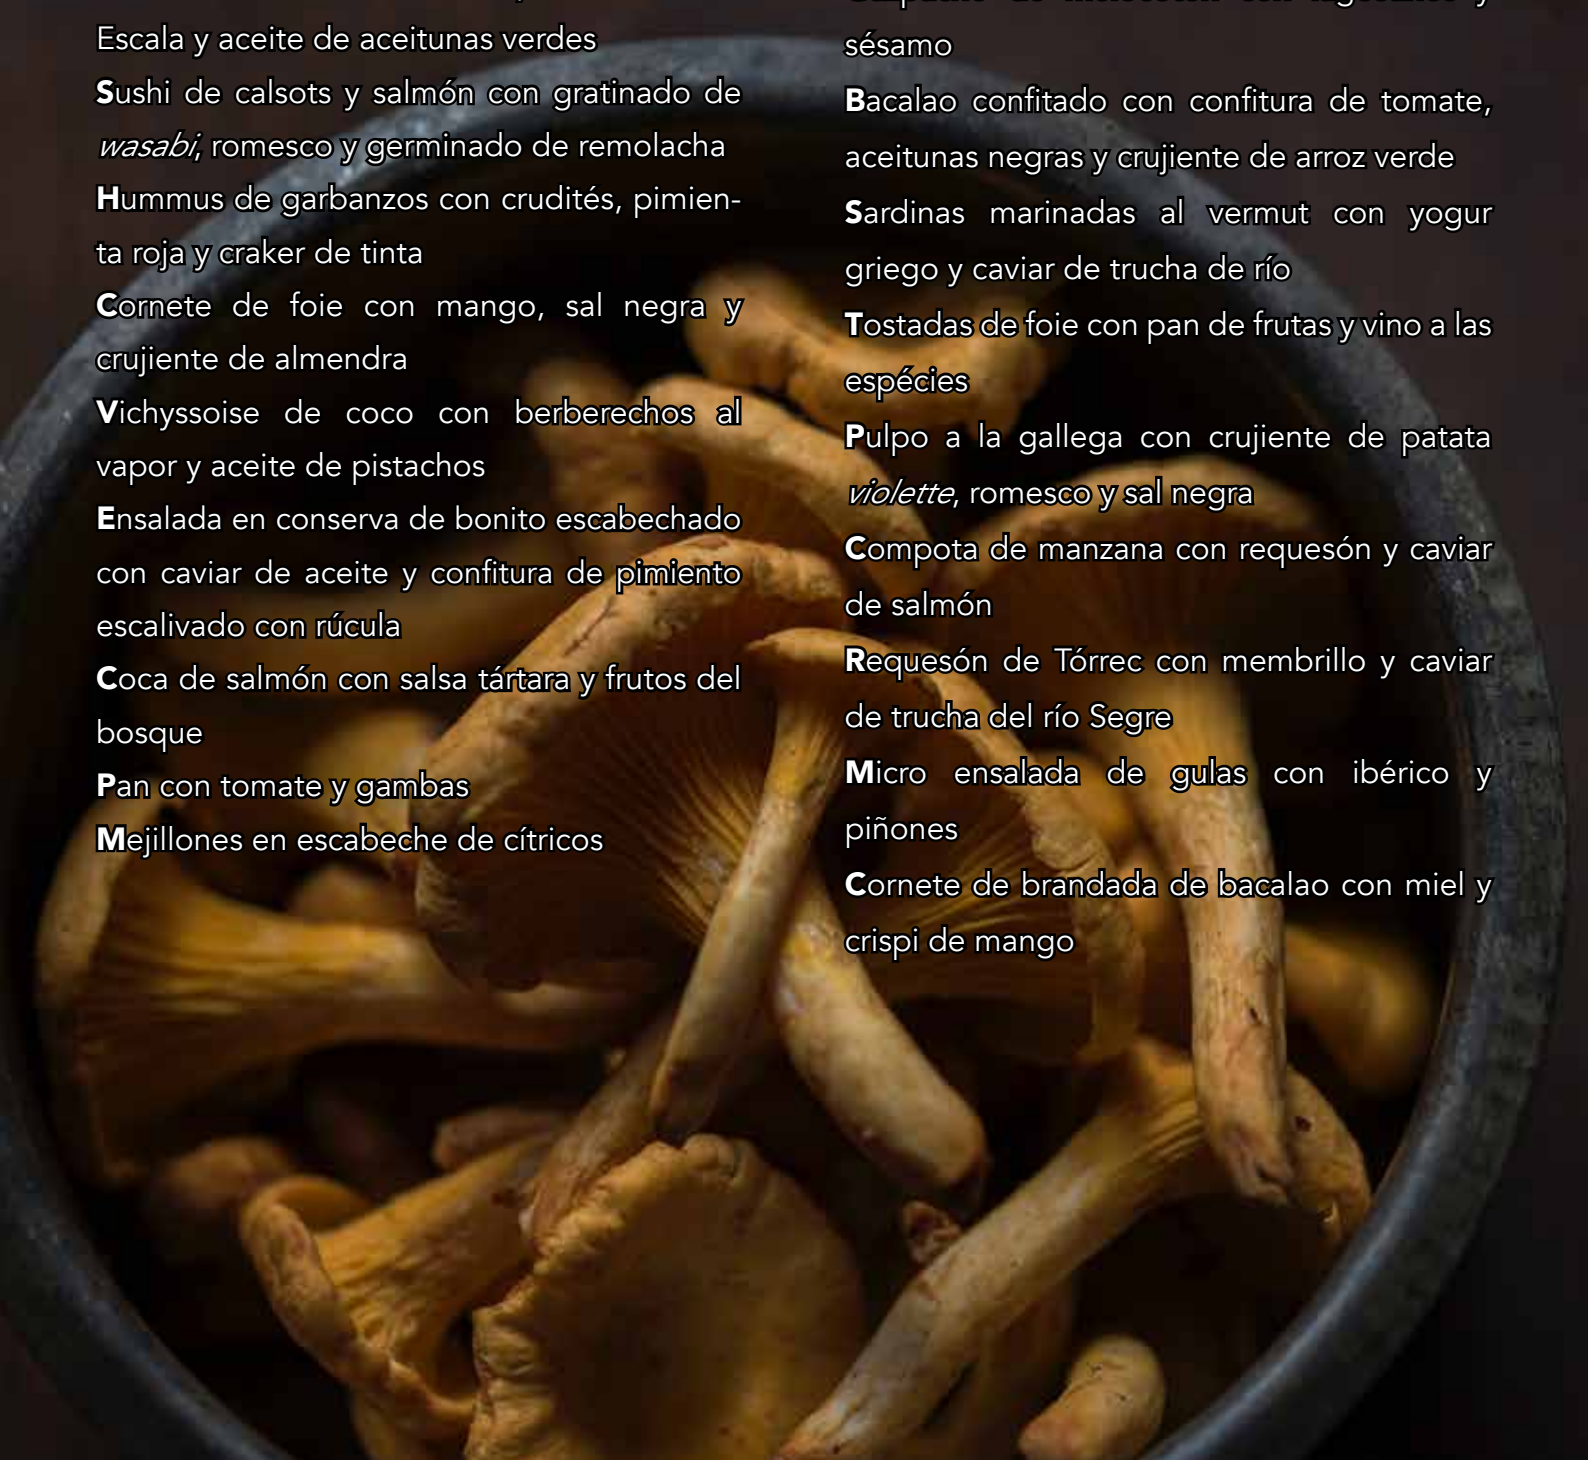 Escala y aceite de aceitunas verdes
Sushi de calsots y salmón con gratinado de
wasabi, romesco y germinado de remolacha
Hummus de garbanzos con crudités, pimien-
ta roja y craker de tinta
Cornete de foie con mango, sal negra y
crujiente de almendra
Vichyssoise de coco con berberechos al
vapor y aceite de pistachos
Ensalada en conserva de bonito escabechado
con caviar de aceite y confitura de pimiento
escalivado con rúcula
Coca de salmón con salsa tártara y frutos del
bosque
Pan con tomate y gambas
Mejillones en escabeche de cítricos
sésamo
Bacalao confitado con confitura de tomate,
aceitunas negras y crujiente de arroz verde
Sardinas marinadas al vermut con yogur
griego y caviar de trucha de río
Tostadas de foie con pan de frutas y vino a las
espécies
Pulpo a la gallega con crujiente de patata
violette, romesco y sal negra
Compota de manzana con requesón y caviar
de salmón
Requesón de Tórrec con membrillo y caviar
de trucha del río Segre
Micro ensalada de gulas con ibérico y
piñones
Cornete de brandada de bacalao con miel y
crispi de mango